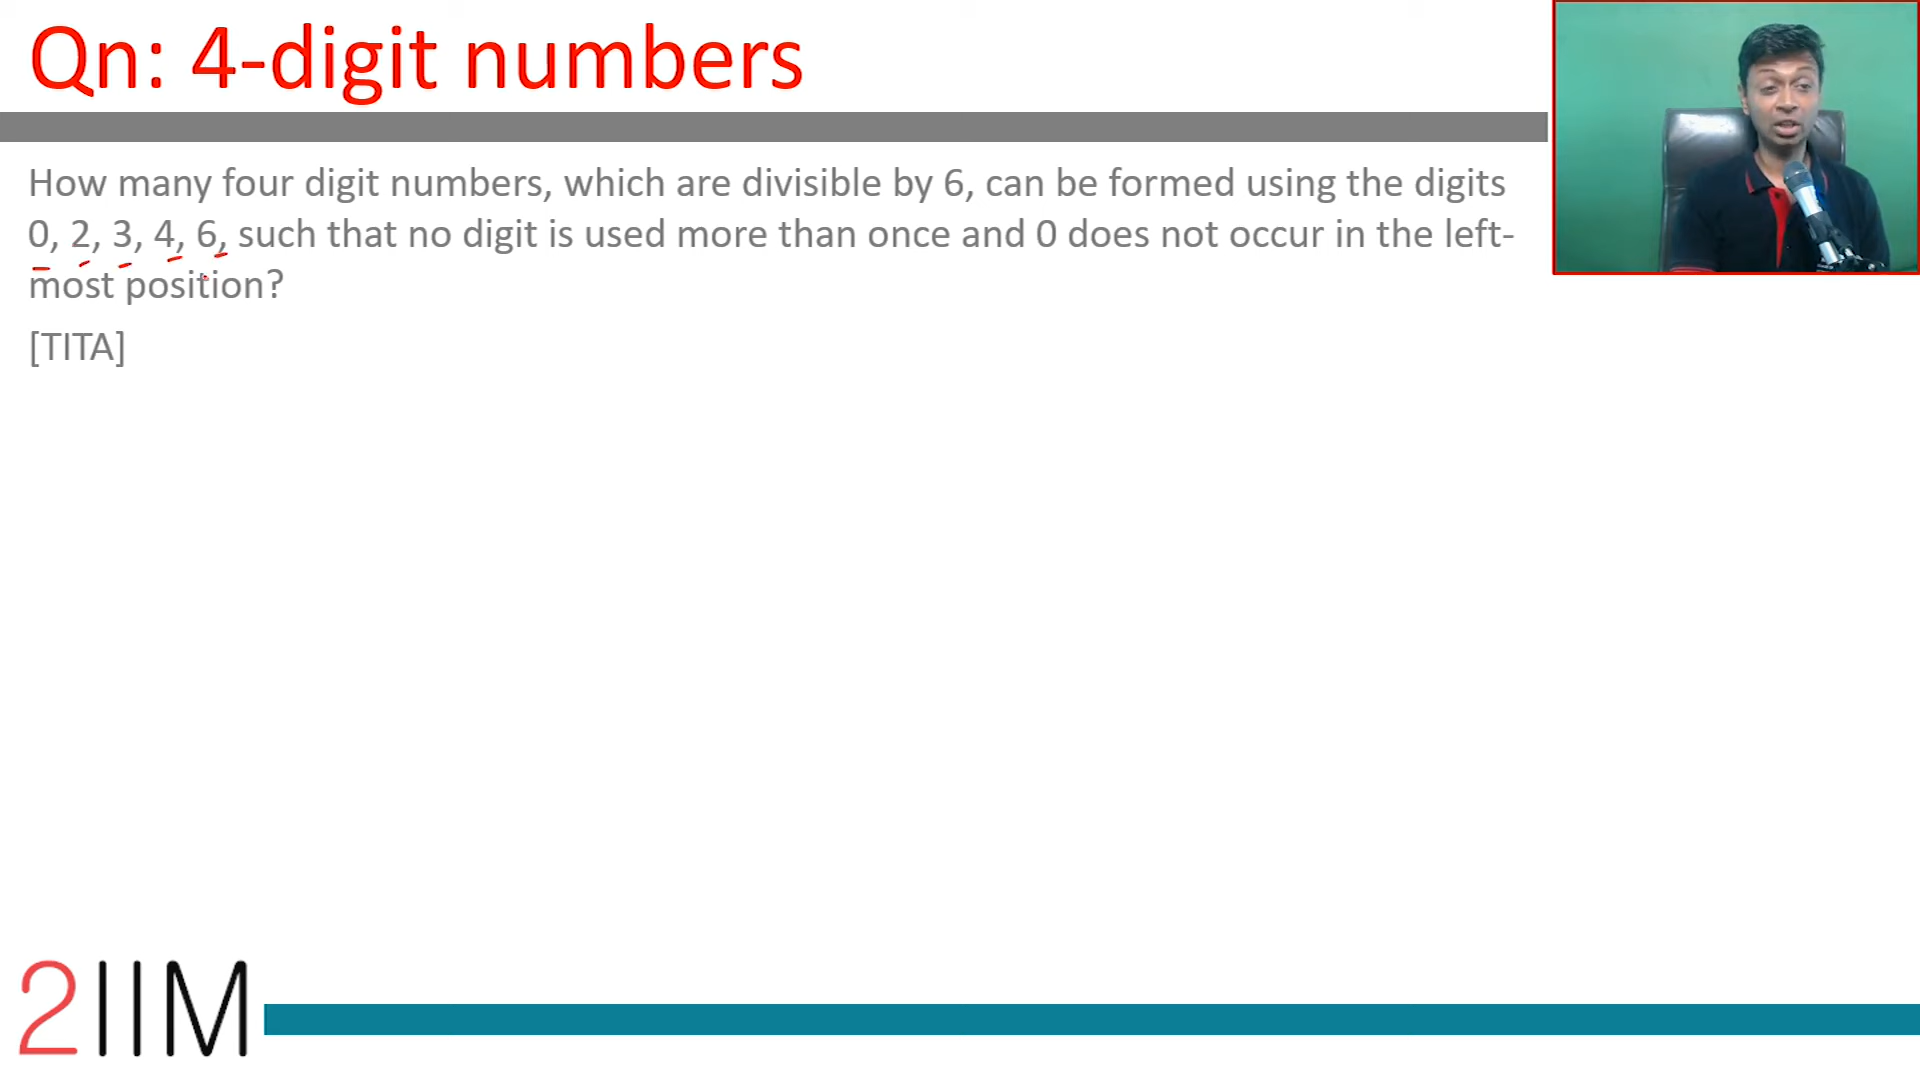 Qn: 4-digit numbers
How many four digit numbers, which are divisible by 6, can be formed using the digits
0, 2, 3, 4, 6, such that no digit is used more than once and 0 does not occur in the left-
most position?
[TITA]
2IIM